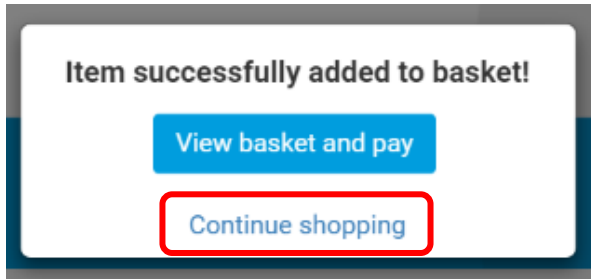 Item successfully added to basket!
View basket and pay
Continue shopping